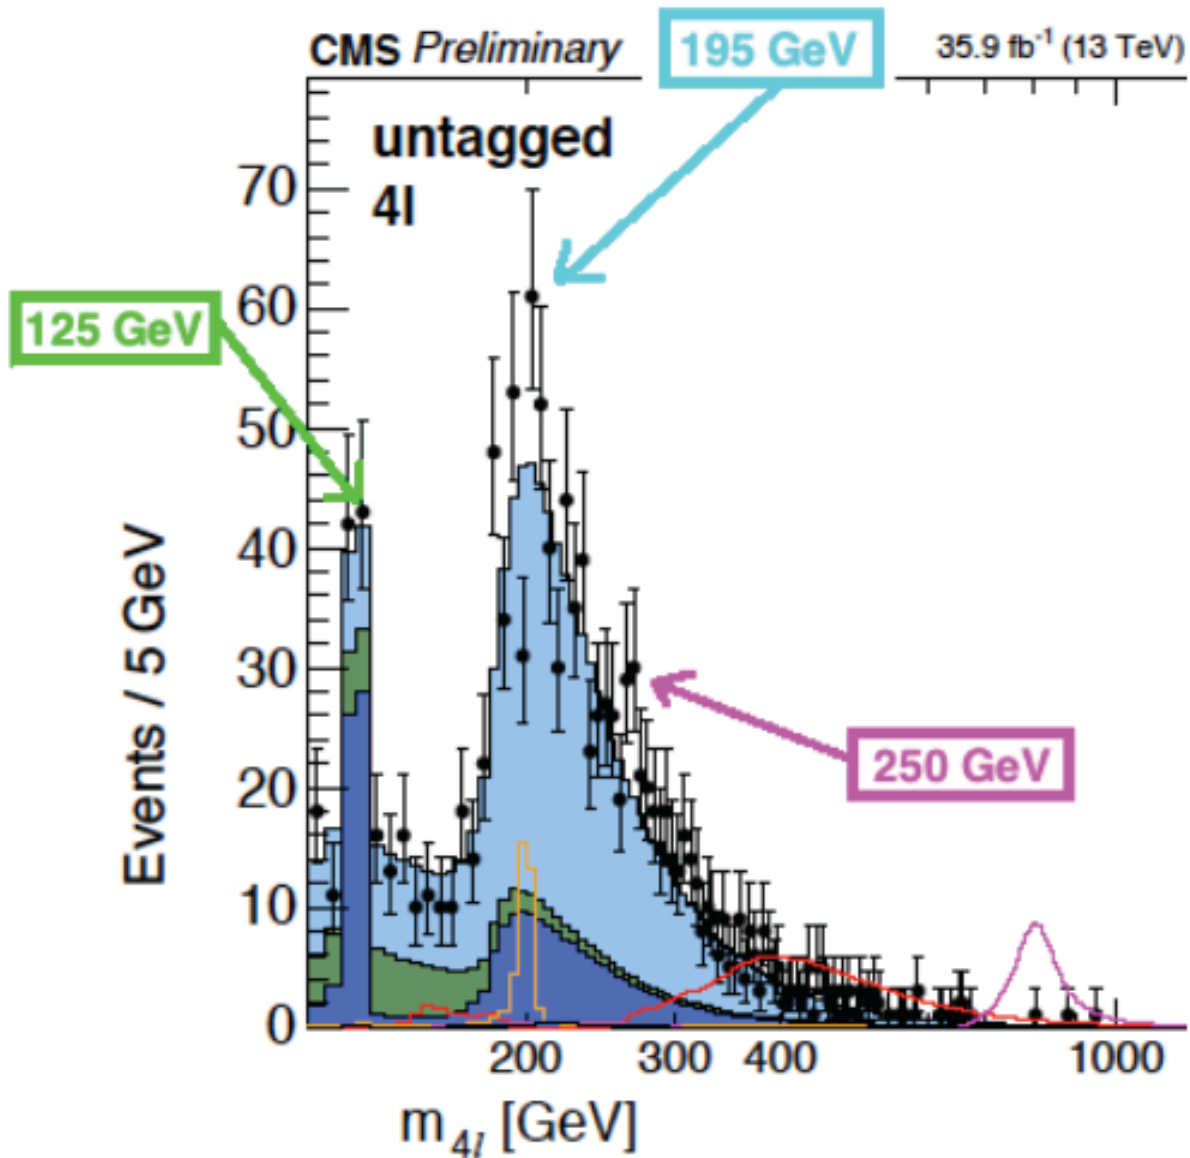 CMS Preliminary
195 GeV
35.9 fb⁻¹ (13 TeV)
untagged
4l
125 GeV
250 GeV
Events / 5 GeV
70
60
50
40
30
20
10
0
200 300 400 1000
m₄l [GeV]